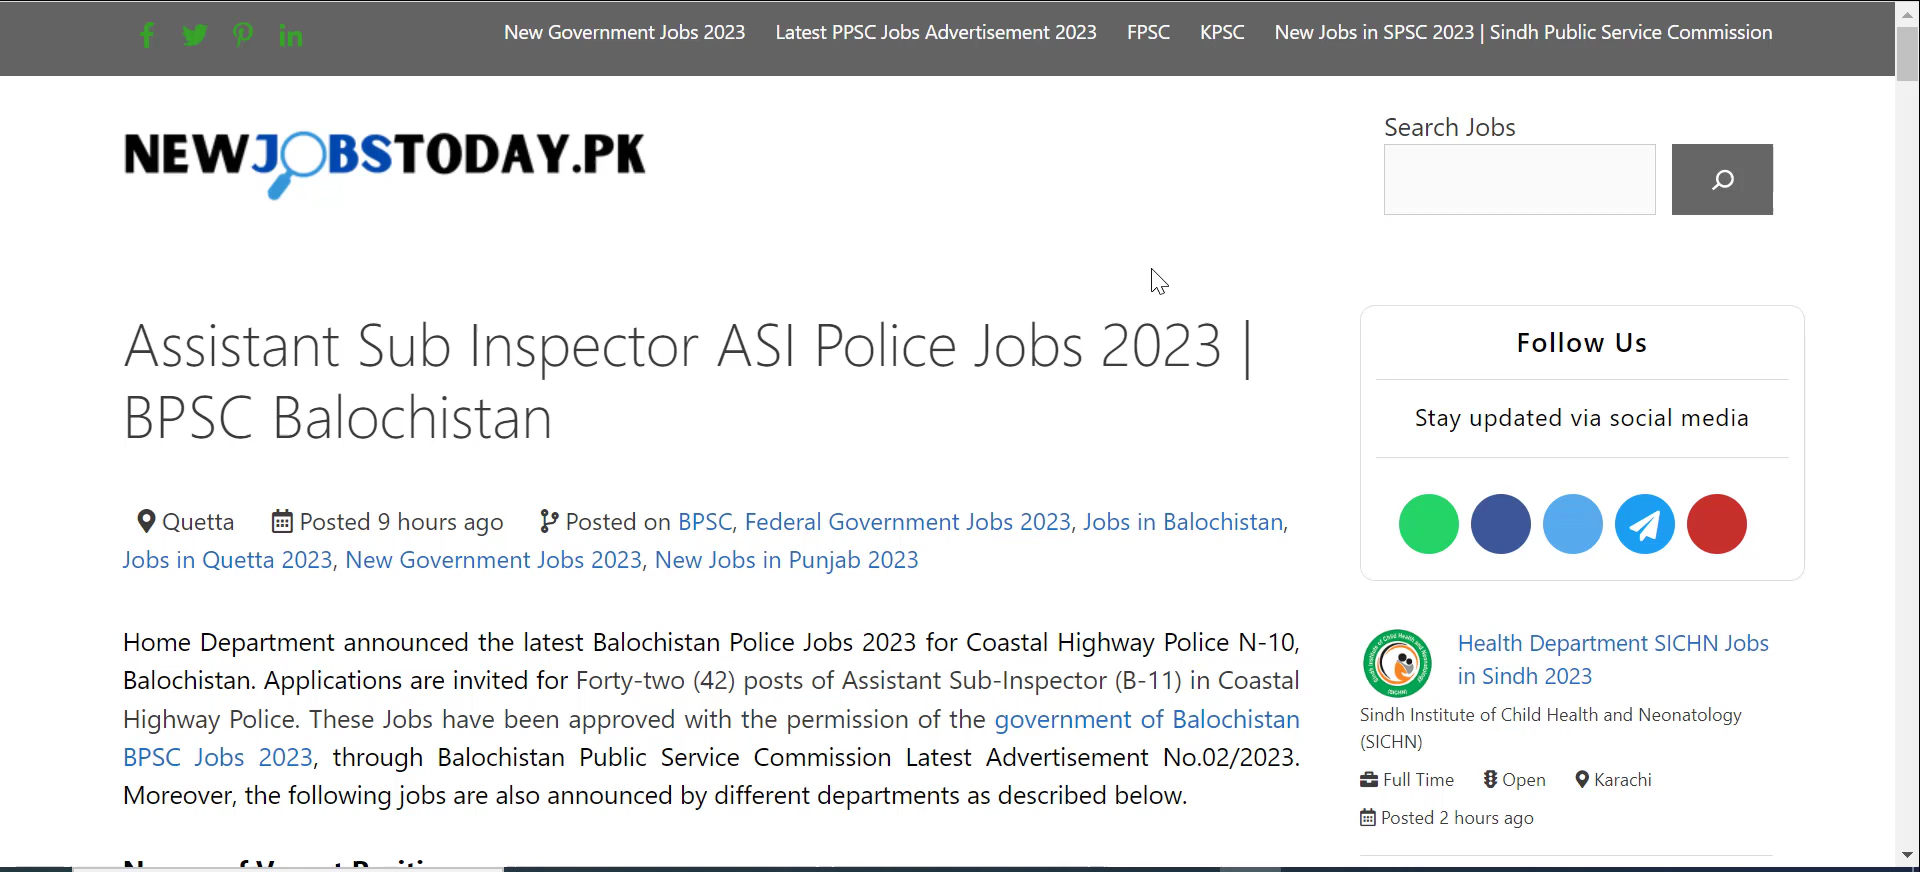 New Government Jobs 2023 Latest PPSC Jobs Advertisement 2023 FPSC KPSC New Jobs in SPSC 2023 | Sindh Public Service Commission
NEWJOBSTODAY.PK
Search Jobs
Assistant Sub Inspector ASI Police Jobs 2023 |
BPSC Balochistan
Quetta Posted 9 hours ago Posted on BPSC, Federal Government Jobs 2023, Jobs in Balochistan,
Jobs in Quetta 2023, New Government Jobs 2023, New Jobs in Punjab 2023
Home Department announced the latest Balochistan Police Jobs 2023 for Coastal Highway Police N-10,
Balochistan. Applications are invited for Forty-two (42) posts of Assistant Sub-Inspector (B-11) in Coastal
Highway Police. These Jobs have been approved with the permission of the government of Balochistan
BPSC Jobs 2023, through Balochistan Public Service Commission Latest Advertisement No.02/2023.
Moreover, the following jobs are also announced by different departments as described below.
Follow Us
Stay updated via social media
Health Department SICHN Jobs
in Sindh 2023
Sindh Institute of Child Health and Neonatology
(SICHN)
Full Time Open Karachi
Posted 2 hours ago